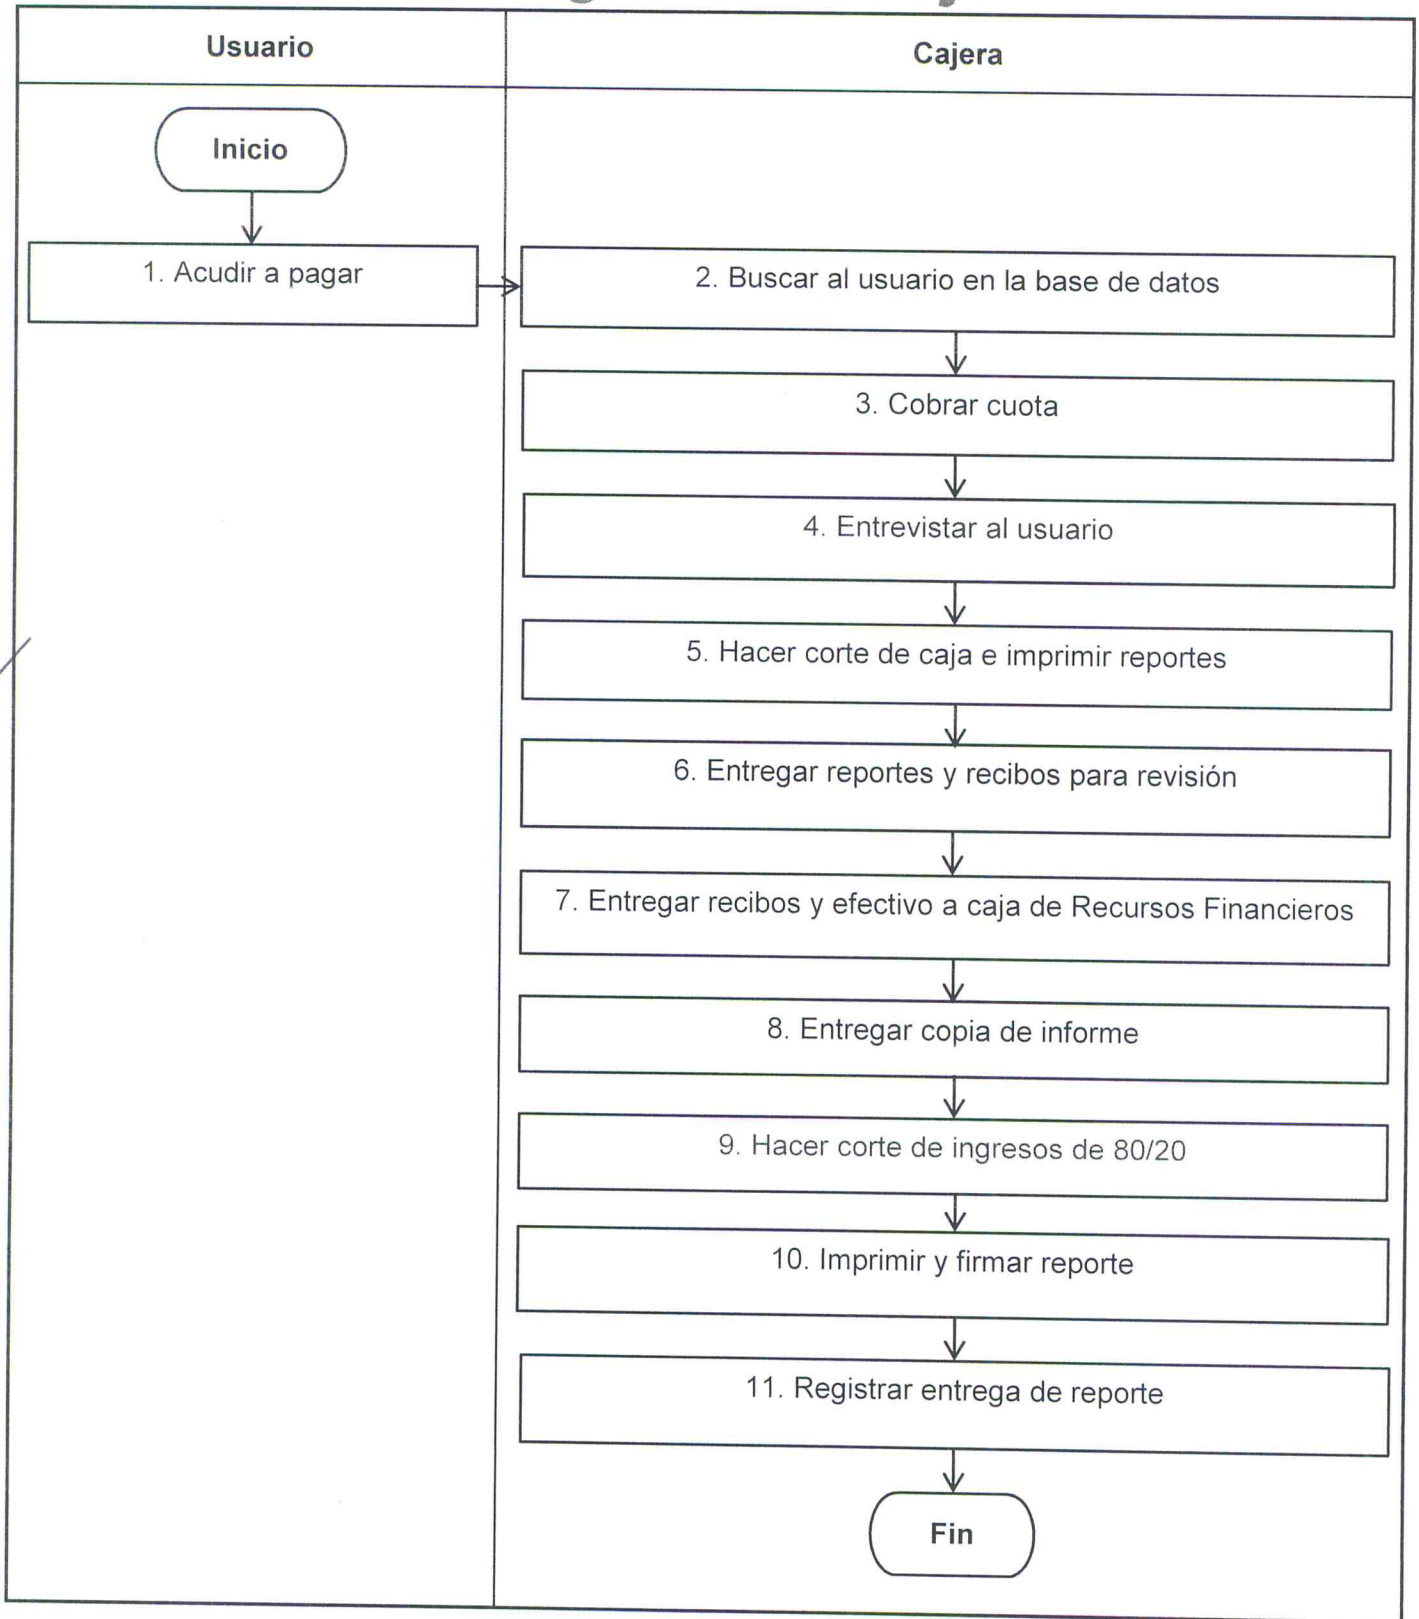 Usuario
Cajera
Inicio
1. Acudir a pagar
2. Buscar al usuario en la base de datos
3. Cobrar cuota
4. Entrevistar al usuario
5. Hacer corte de caja e imprimir reportes
6. Entregar reportes y recibos para revisión
7. Entregar recibos y efectivo a caja de Recursos Financieros
8. Entregar copia de informe
9. Hacer corte de ingresos de 80/20
10. Imprimir y firmar reporte
11. Registrar entrega de reporte
Fin